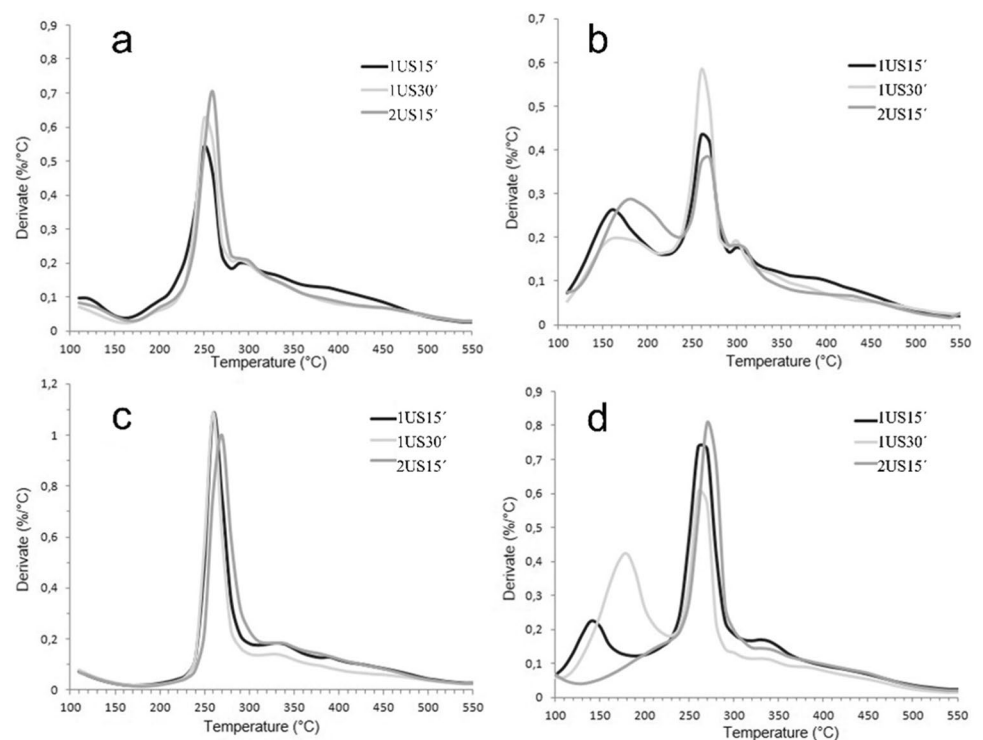 a
0,9
0,8
0,7
0,6
0,5
0,4
0,3
0,2
0,1
0
Derivate (%/°C)
1US15´
1US30´
2US15´
100 150 200 250 300 350 400 450 500 550
Temperature (°C)
b
0,7
0,6
0,5
0,4
0,3
0,2
0,1
0
Derivate (%/°C)
1US15´
1US30´
2US15´
100 150 200 250 300 350 400 450 500 550
Temperature (°C)
c
1,2
1
0,8
0,6
0,4
0,2
0
Derivate (%/°C)
1US15´
1US30´
2US15´
100 150 200 250 300 350 400 450 500 550
Temperature (°C)
d
0,9
0,8
0,7
0,6
0,5
0,4
0,3
0,2
0,1
0
Derivate (%/°C)
1US15´
1US30´
2US15´
100 150 200 250 300 350 400 450 500 550
Temperature (°C)